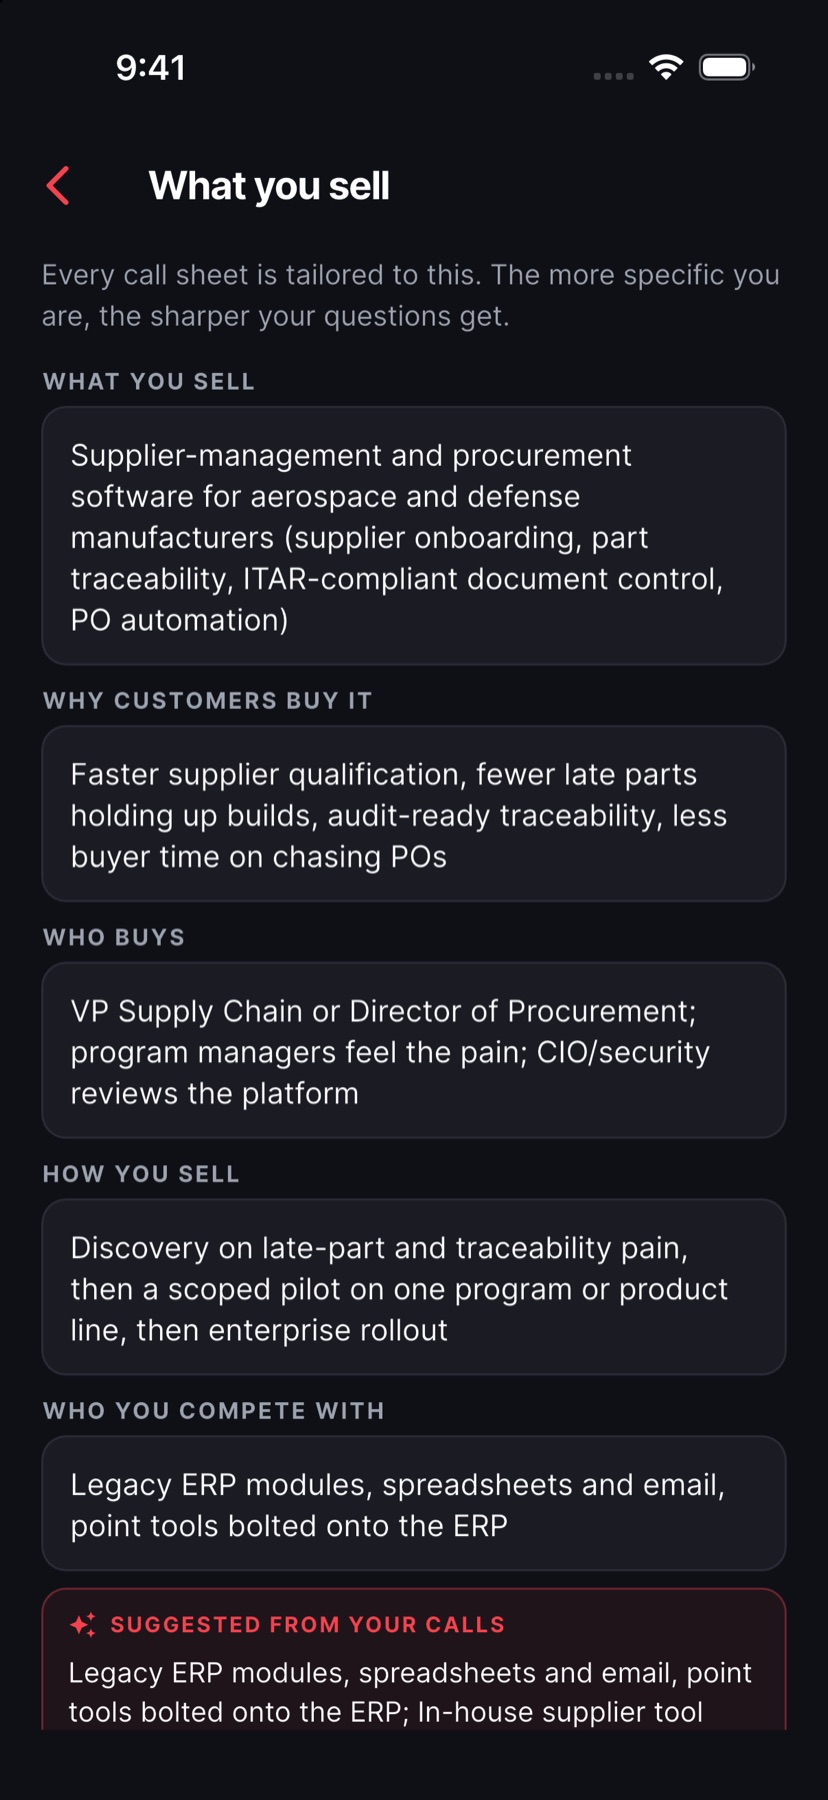 9:41
What you sell
Every call sheet is tailored to this. The more specific you
are, the sharper your questions get.
WHAT YOU SELL
Supplier-management and procurement
software for aerospace and defense
manufacturers (supplier onboarding, part
traceability, ITAR-compliant document control,
PO automation)
WHY CUSTOMERS BUY IT
Faster supplier qualification, fewer late parts
holding up builds, audit-ready traceability, less
buyer time on chasing POs
WHO BUYS
VP Supply Chain or Director of Procurement;
program managers feel the pain; CIO/security
reviews the platform
HOW YOU SELL
Discovery on late-part and traceability pain,
then a scoped pilot on one program or product
line, then enterprise rollout
WHO YOU COMPETE WITH
Legacy ERP modules, spreadsheets and email,
point tools bolted onto the ERP
SUGGESTED FROM YOUR CALLS
Legacy ERP modules, spreadsheets and email, point
tools bolted onto the ERP; In-house supplier tool